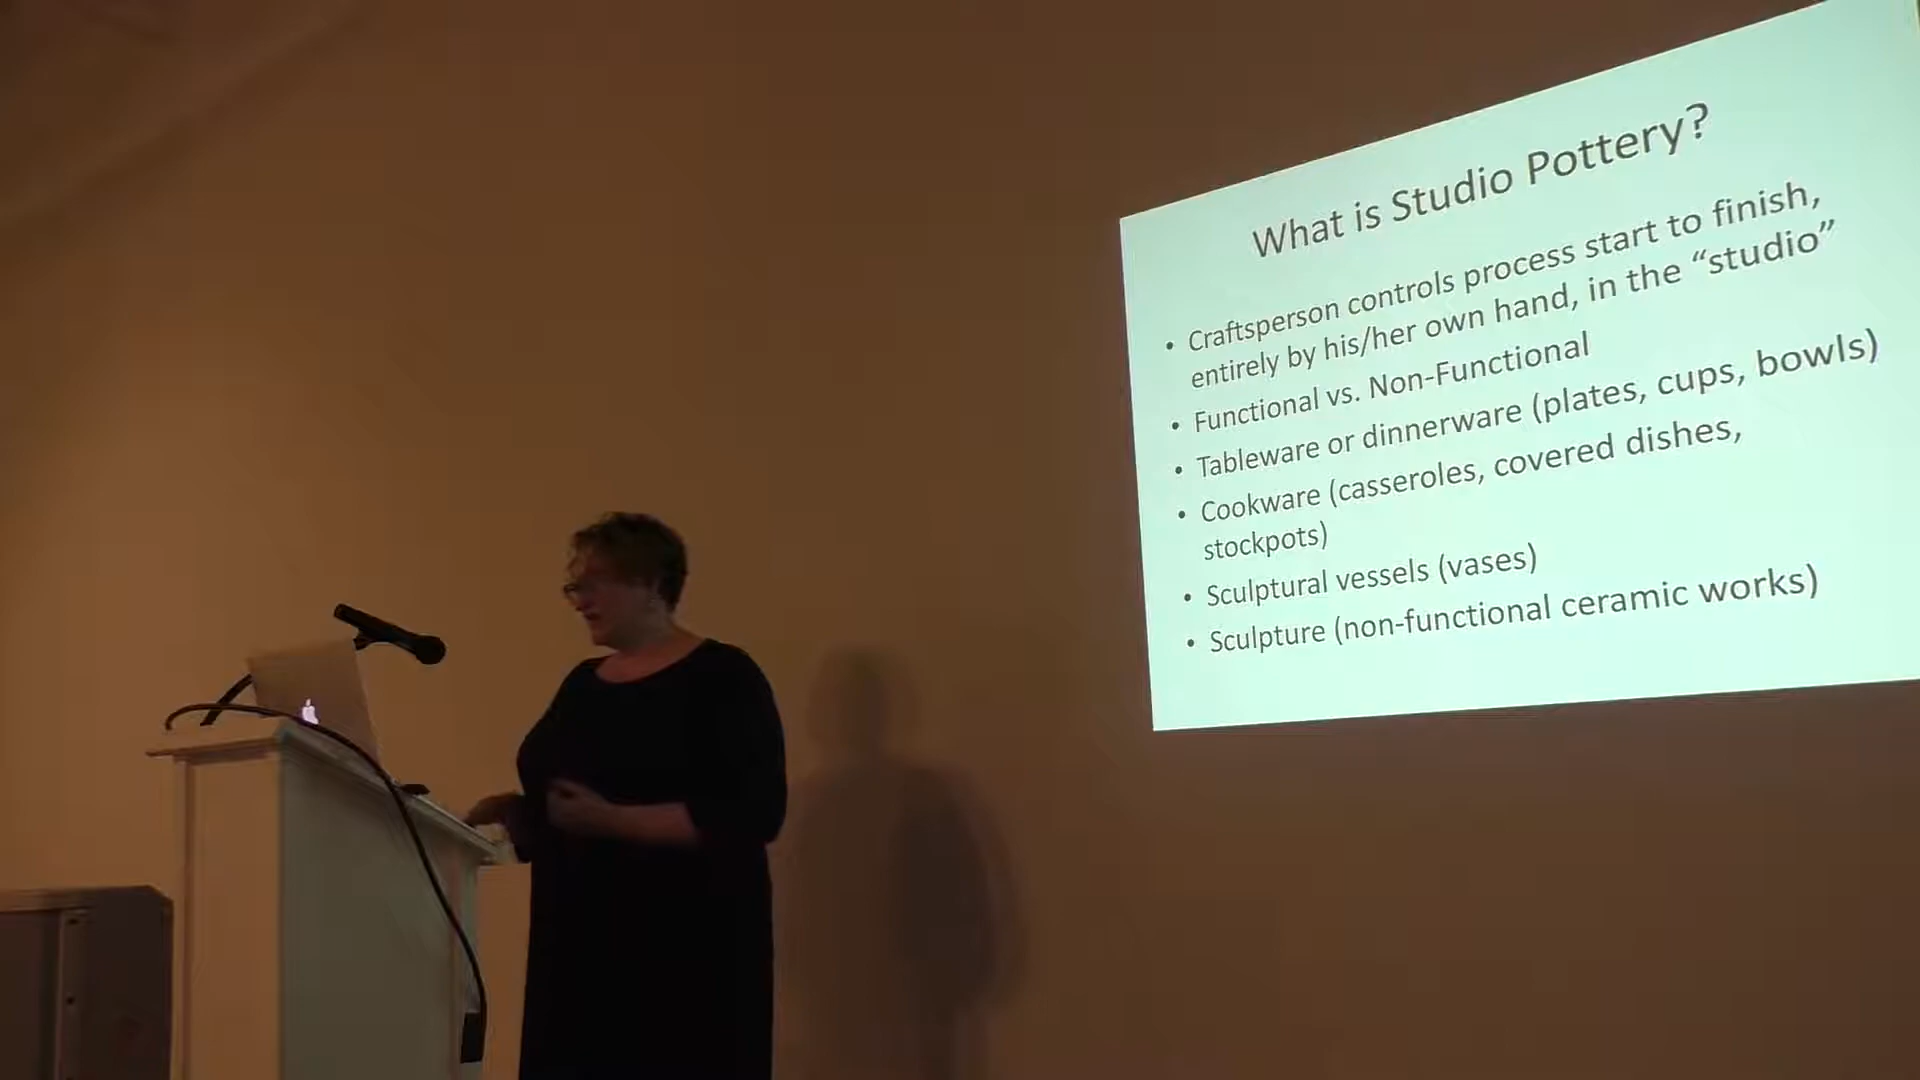 What is Studio Pottery?
• Craftsperson controls process start to finish,
entirely by his/her own hand, in the “studio”
• Functional vs. Non-Functional
• Tableware or dinnerware (plates, cups, bowls)
• Cookware (casseroles, covered dishes,
stockpots)
• Sculptural vessels (vases)
• Sculpture (non-functional ceramic works)